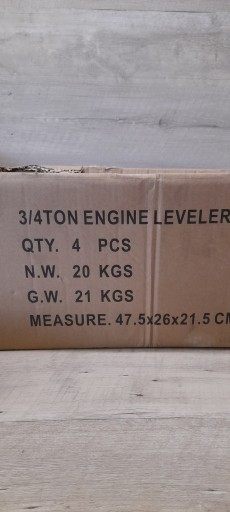 3/4TON ENGINE LEVELER
QTY. 4 PCS
N.W. 20 KGS
G.W. 21 KGS
MEASURE. 47.5x26x21.5 CM